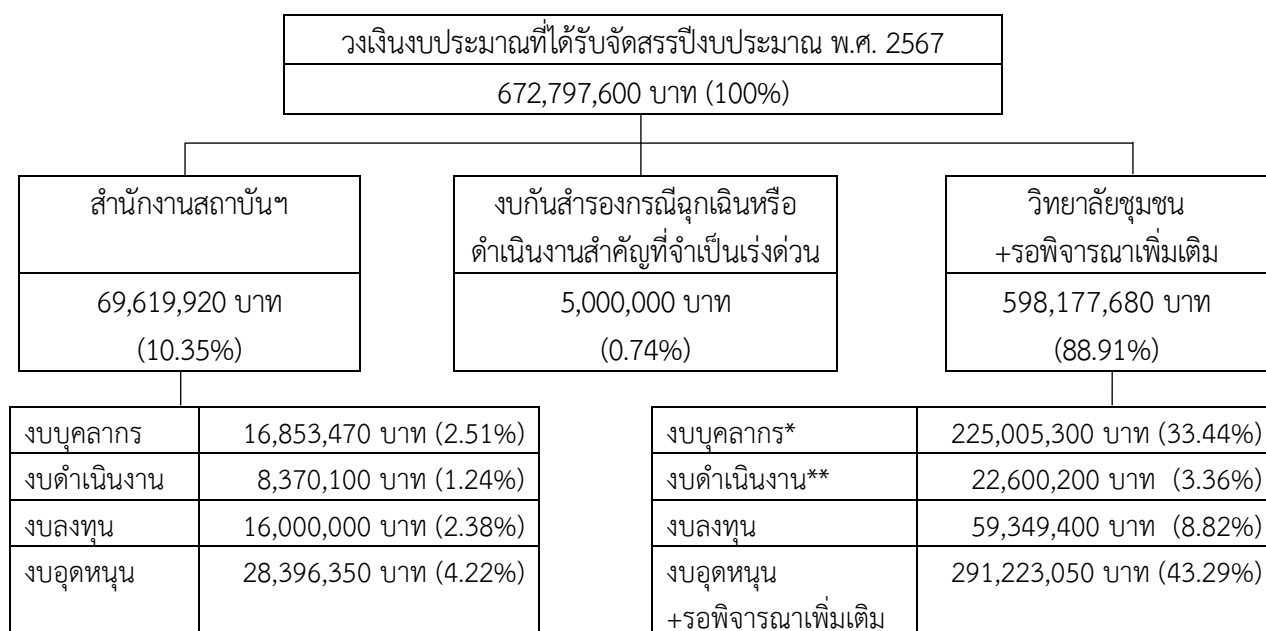 วงเงินงบประมาณที่ได้รับจัดสรรปีงบประมาณ พ.ศ. 2567
672,797,600 บาท (100%)
สำนักงานสถาบันฯ
69,619,920 บาท
(10.35%)
งบกันสำรองกรณีฉุกเฉินหรือ
ดำเนินงานสำคัญที่จำเป็นเร่งด่วน
5,000,000 บาท
(0.74%)
วิทยาลัยชุมชน
+รอพิจารณาเพิ่มเติม
598,177,680 บาท
(88.91%)
งบบุคลากร 16,853,470 บาท (2.51%)
งบดำเนินงาน 8,370,100 บาท (1.24%)
งบลงทุน 16,000,000 บาท (2.38%)
งบอุดหนุน 28,396,350 บาท (4.22%)
งบบุคลากร* 225,005,300 บาท (33.44%)
งบดำเนินงาน** 22,600,200 บาท (3.36%)
งบลงทุน 59,349,400 บาท (8.82%)
งบอุดหนุน 291,223,050 บาท (43.29%)
+รอพิจารณาเพิ่มเติม